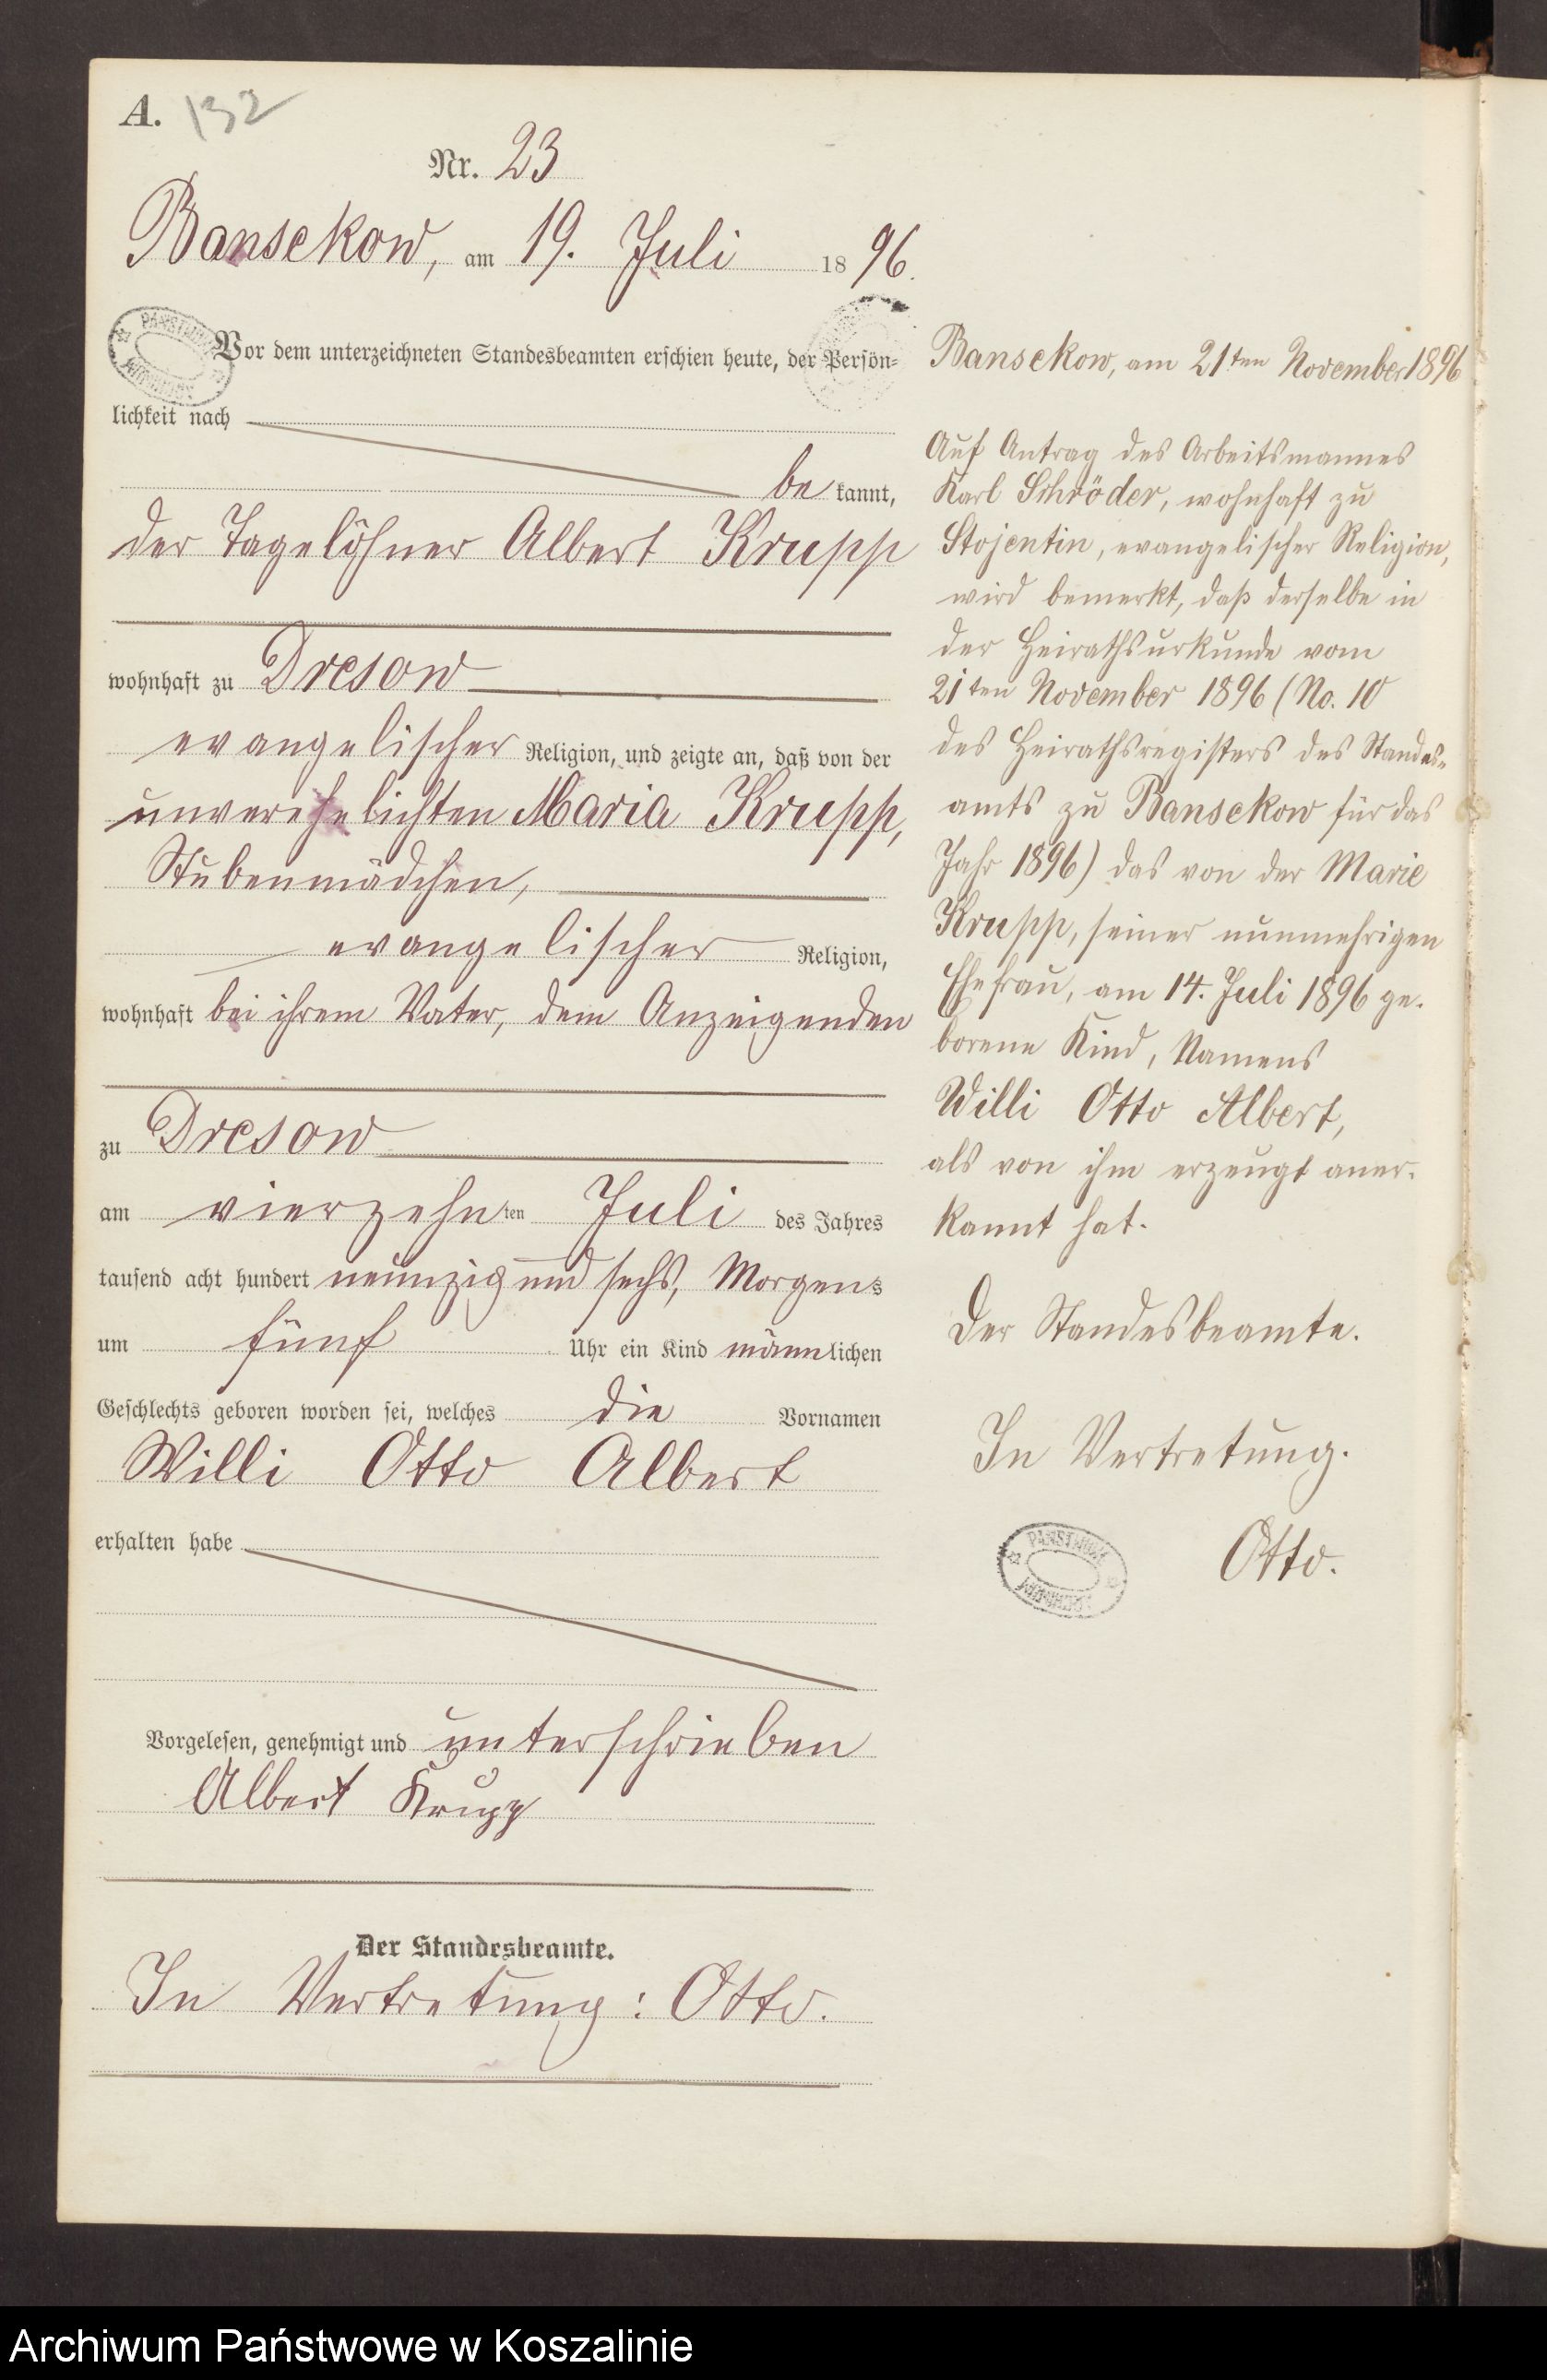 A. 132
Nr. 23
Bansekow, am 19. Juli 1896.
Vor dem unterzeichneten Standesbeamten erschien heute, der Persön-
lichkeit nach
be kannt,
der Tagelöhner Albert Krupp
wohnhaft zu Dresow
evangelischer Religion, und zeigte an, daß von der
unverehelichten Maria Krupp,
Stubenmädchen,
evangelischer Religion,
wohnhaft bei ihrem Vater, dem Anzeigenden
zu Dresow
am vierzehnten Juli des Jahres
tausend acht hundert neunzig und sechs, Morgens
um fünf Uhr ein Kind männlichen
Geschlechts geboren worden sei, welches die Vornamen
Willi Otto Albert
erhalten habe
Vorgelesen, genehmigt und unterschrieben
Albert Krupp
Der Standesbeamte.
In Vertretung: Otto.
Bansekow, am 21ten November 1896
Auf Antrag des Arbeitsmannes
Karl Schröder, wohnhaft zu
Stojentin, evangelischer Religion,
wird bemerkt, daß derselbe in
der Heirathsurkunde vom
21ten November 1896 (No. 10
des Heirathsregisters des Standes-
amts zu Bansekow für das
Jahr 1896) das von der Marie
Krupp, seiner nunmehrigen
Ehefrau, am 14. Juli 1896 ge-
borene Kind, Namens
Willi Otto Albert,
als von ihm erzeugt aner-
kannt hat.
Der Standesbeamte.
In Vertretung.
Otto.
Archiwum Państwowe w Koszalinie